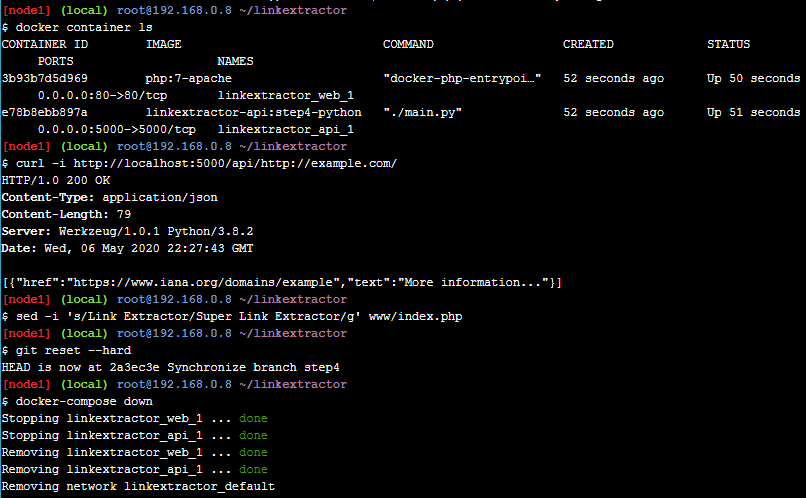 [node1] (local) root@192.168.0.8 ~/linkextractor
$ docker container ls
CONTAINER ID        IMAGE                       COMMAND                  CREATED             STATUS
     PORTS                  NAMES
3b93b7d5d969        php:7-apache                "docker-php-entrypoi…"   52 seconds ago      Up 50 seconds
     0.0.0.0:80->80/tcp     linkextractor_web_1
e78b8ebb897a        linkextractor-api:step4-python   "./main.py"              52 seconds ago      Up 51 seconds
     0.0.0.0:5000->5000/tcp   linkextractor_api_1
[node1] (local) root@192.168.0.8 ~/linkextractor
$ curl -i http://localhost:5000/api/http://example.com/
HTTP/1.0 200 OK
Content-Type: application/json
Content-Length: 79
Server: Werkzeug/1.0.1 Python/3.8.2
Date: Wed, 06 May 2020 22:27:43 GMT

[{"href":"https://www.iana.org/domains/example","text":"More information..."}]
[node1] (local) root@192.168.0.8 ~/linkextractor
$ sed -i 's/Link Extractor/Super Link Extractor/g' www/index.php
[node1] (local) root@192.168.0.8 ~/linkextractor
$ git reset --hard
HEAD is now at 2a3ec3e Synchronize branch step4
[node1] (local) root@192.168.0.8 ~/linkextractor
$ docker-compose down
Stopping linkextractor_web_1 ... done
Stopping linkextractor_api_1 ... done
Removing linkextractor_web_1 ... done
Removing linkextractor_api_1 ... done
Removing network linkextractor_default